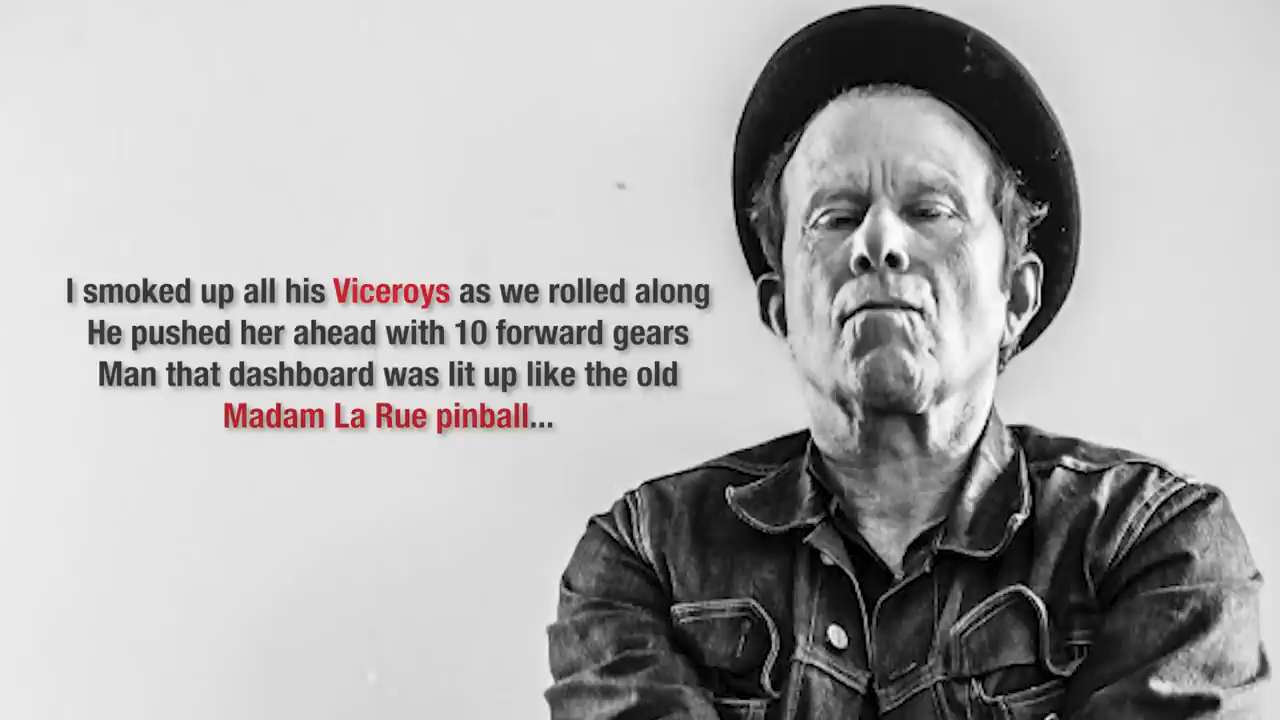 I smoked up all his Viceroys as we rolled along
He pushed her ahead with 10 forward gears
Man that dashboard was lit up like the old
Madam La Rue pinball...